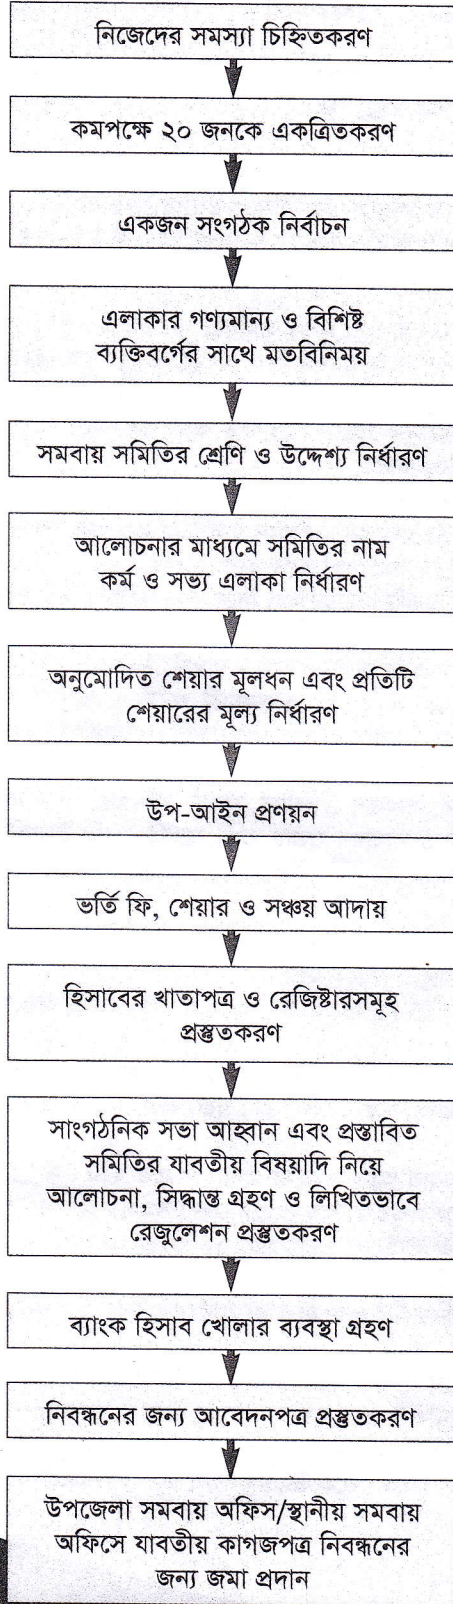 নিজেদের সমস্যা চিহ্নিতকরণ
কমপক্ষে ২০ জনকে একত্রিতকরণ
একজন সংগঠক নির্বাচন
এলাকার গণ্যমান্য ও বিশিষ্ট
ব্যক্তিবর্গের সাথে মতবিনিময়
সমবায় সমিতির শ্রেণি ও উদ্দেশ্য নির্ধারণ
আলোচনার মাধ্যমে সমিতির নাম
কর্ম ও সভ্য এলাকা নির্ধারণ
অনুমোদিত শেয়ার মূলধন এবং প্রতিটি
শেয়ারের মূল্য নির্ধারণ
উপ-আইন প্রণয়ন
ভর্তি ফি, শেয়ার ও সঞ্চয় আদায়
হিসাবের খাতাপত্র ও রেজিষ্টারসমূহ
প্রস্তুতকরণ
সাংগঠনিক সভা আহবান এবং প্রস্তাবিত
সমিতির যাবতীয় বিষয়াদি নিয়ে
আলোচনা, সিদ্ধান্ত গ্রহণ ও লিখিতভাবে
রেজুলেশন প্রস্তুতকরণ
ব্যাংক হিসাব খোলার ব্যবস্থা গ্রহণ
নিবন্ধনের জন্য আবেদনপত্র প্রস্তুতকরণ
উপজেলা সমবায় অফিস/স্থানীয় সমবায়
অফিসে যাবতীয় কাগজপত্র নিবন্ধনের
জন্য জমা প্রদান